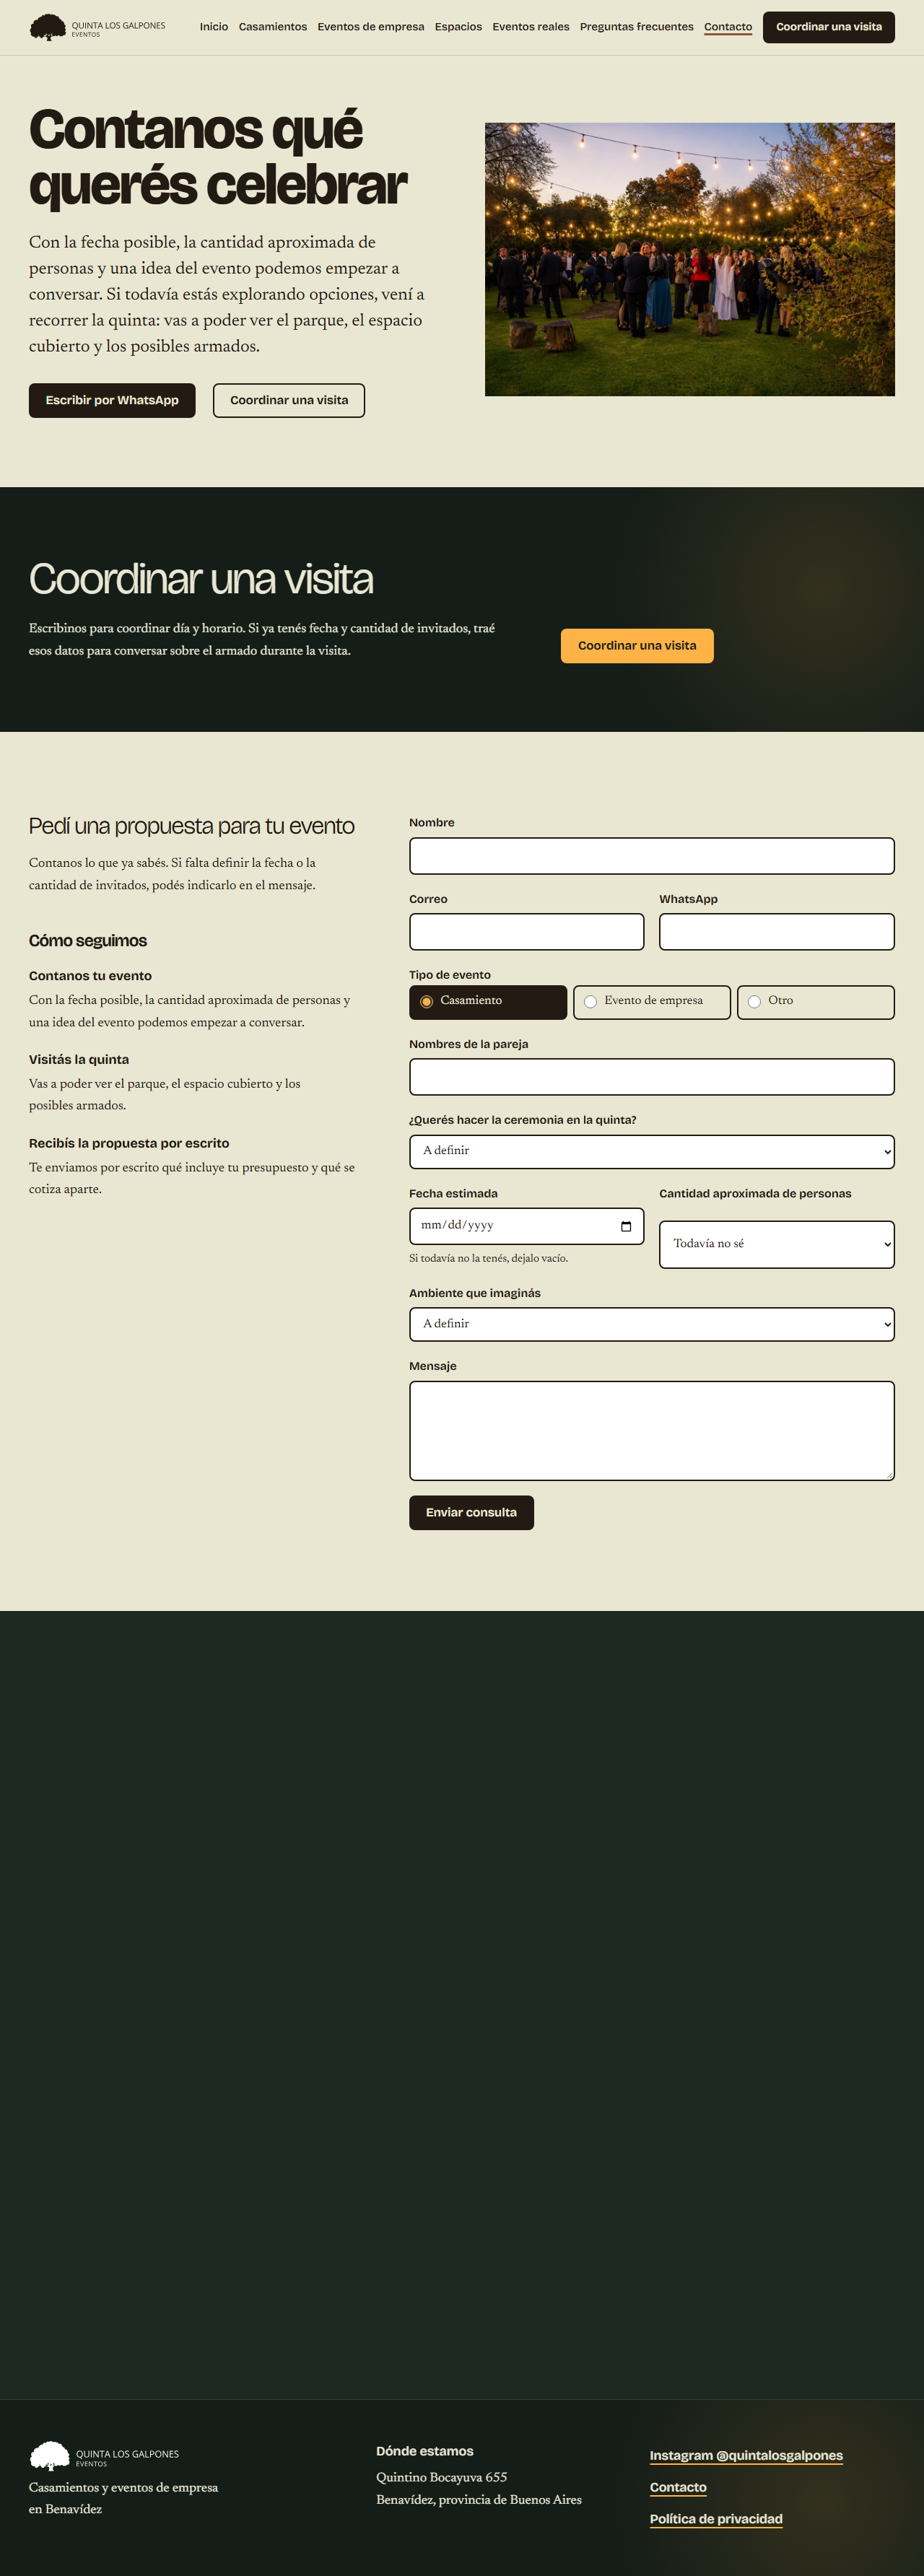 QUINTA LOS GALPONES
EVENTOS
Inicio Casamientos Eventos de empresa Espacios Eventos reales Preguntas frecuentes Contacto Coordinar una visita
Contanos qué
querés celebrar
Con la fecha posible, la cantidad aproximada de
personas y una idea del evento podemos empezar a
conversar. Si todavía estás explorando opciones, vení a
recorrer la quinta: vas a poder ver el parque, el espacio
cubierto y los posibles armados.
Escribir por WhatsApp Coordinar una visita
Coordinar una visita
Escribinos para coordinar día y horario. Si ya tenés fecha y cantidad de invitados, traé
esos datos para conversar sobre el armado durante la visita.
Coordinar una visita
Pedí una propuesta para tu evento
Contanos lo que ya sabés. Si falta definir la fecha o la
cantidad de invitados, podés indicarlo en el mensaje.
Cómo seguimos
Contanos tu evento
Con la fecha posible, la cantidad aproximada de personas y
una idea del evento podemos empezar a conversar.
Visitás la quinta
Vas a poder ver el parque, el espacio cubierto y los
posibles armados.
Recibís la propuesta por escrito
Te enviamos por escrito qué incluye tu presupuesto y qué se
cotiza aparte.
Nombre
Correo WhatsApp
Tipo de evento
Casamiento Evento de empresa Otro
Nombres de la pareja
¿Querés hacer la ceremonia en la quinta?
A definir
Fecha estimada Cantidad aproximada de personas
mm/dd/yyyy Todavía no sé
Si todavía no la tenés, dejalo vacío.
Ambiente que imaginás
A definir
Mensaje
Enviar consulta
QUINTA LOS GALPONES
EVENTOS
Casamientos y eventos de empresa
en Benavídez
Dónde estamos
Quintino Bocayuva 655
Benavídez, provincia de Buenos Aires
Instagram @quintalosgalpones
Contacto
Política de privacidad